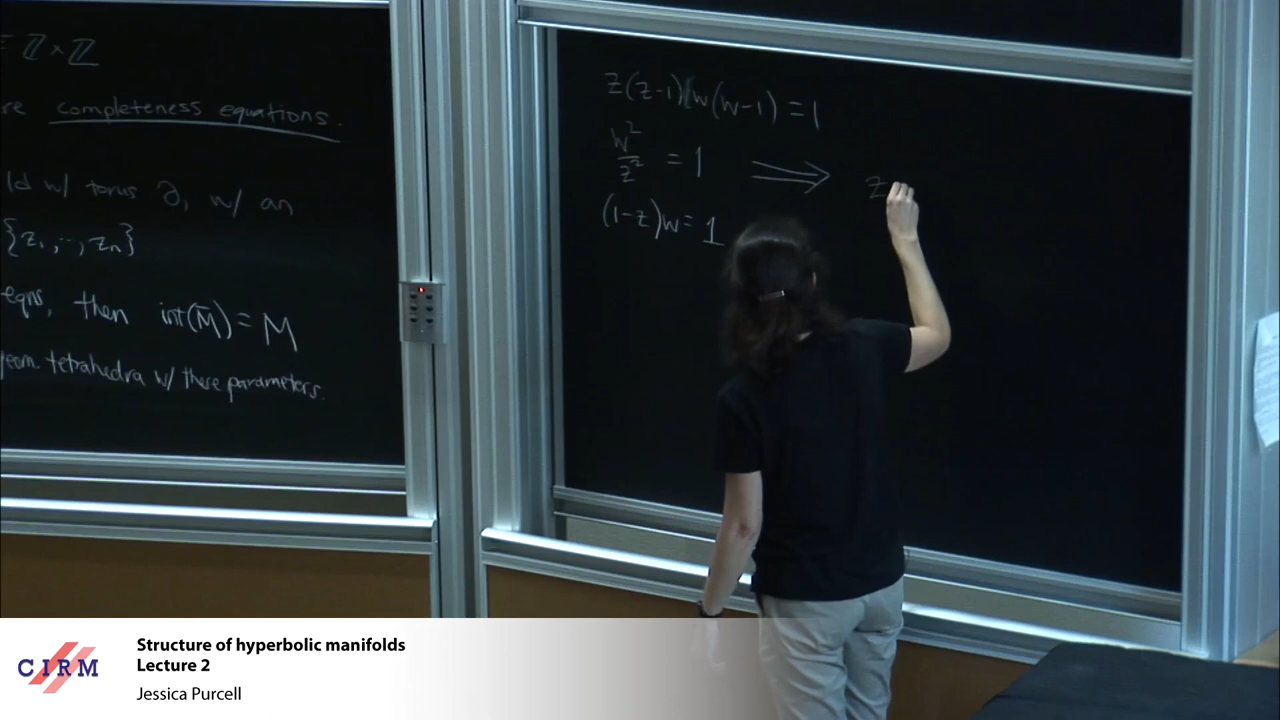 = ℤ × ℤ
re completeness equations.
ld w/ torus ∂, w/ an
{z₁, ..., zₙ}
eqns, then int(M̄) = M
geom. tetrahedra w/ these parameters.
z(z-1)w(w-1) = 1
w²/z² = 1 ⟹ z
(1-z)w = 1
CIRM
Structure of hyperbolic manifolds
Lecture 2
Jessica Purcell